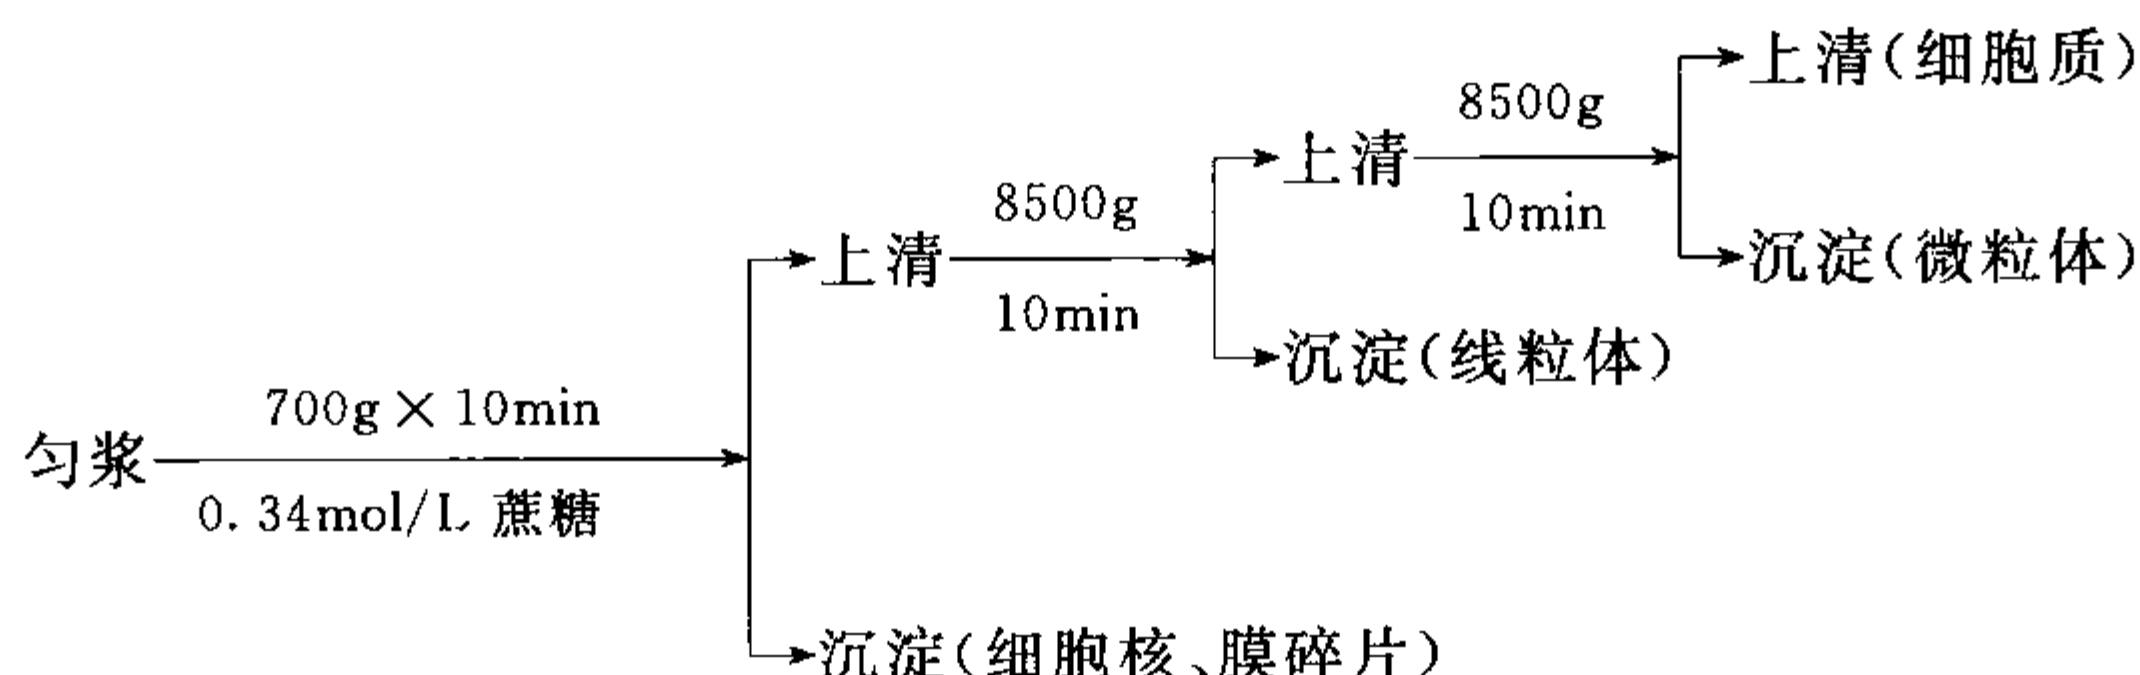 上清(细胞质)
8500g
上清
10min
8500g
沉淀(微粒体)
上清
10min
沉淀(线粒体)
700g×10min
匀浆
0.34mol/L 蔗糖
沉淀(细胞核、膜碎片)